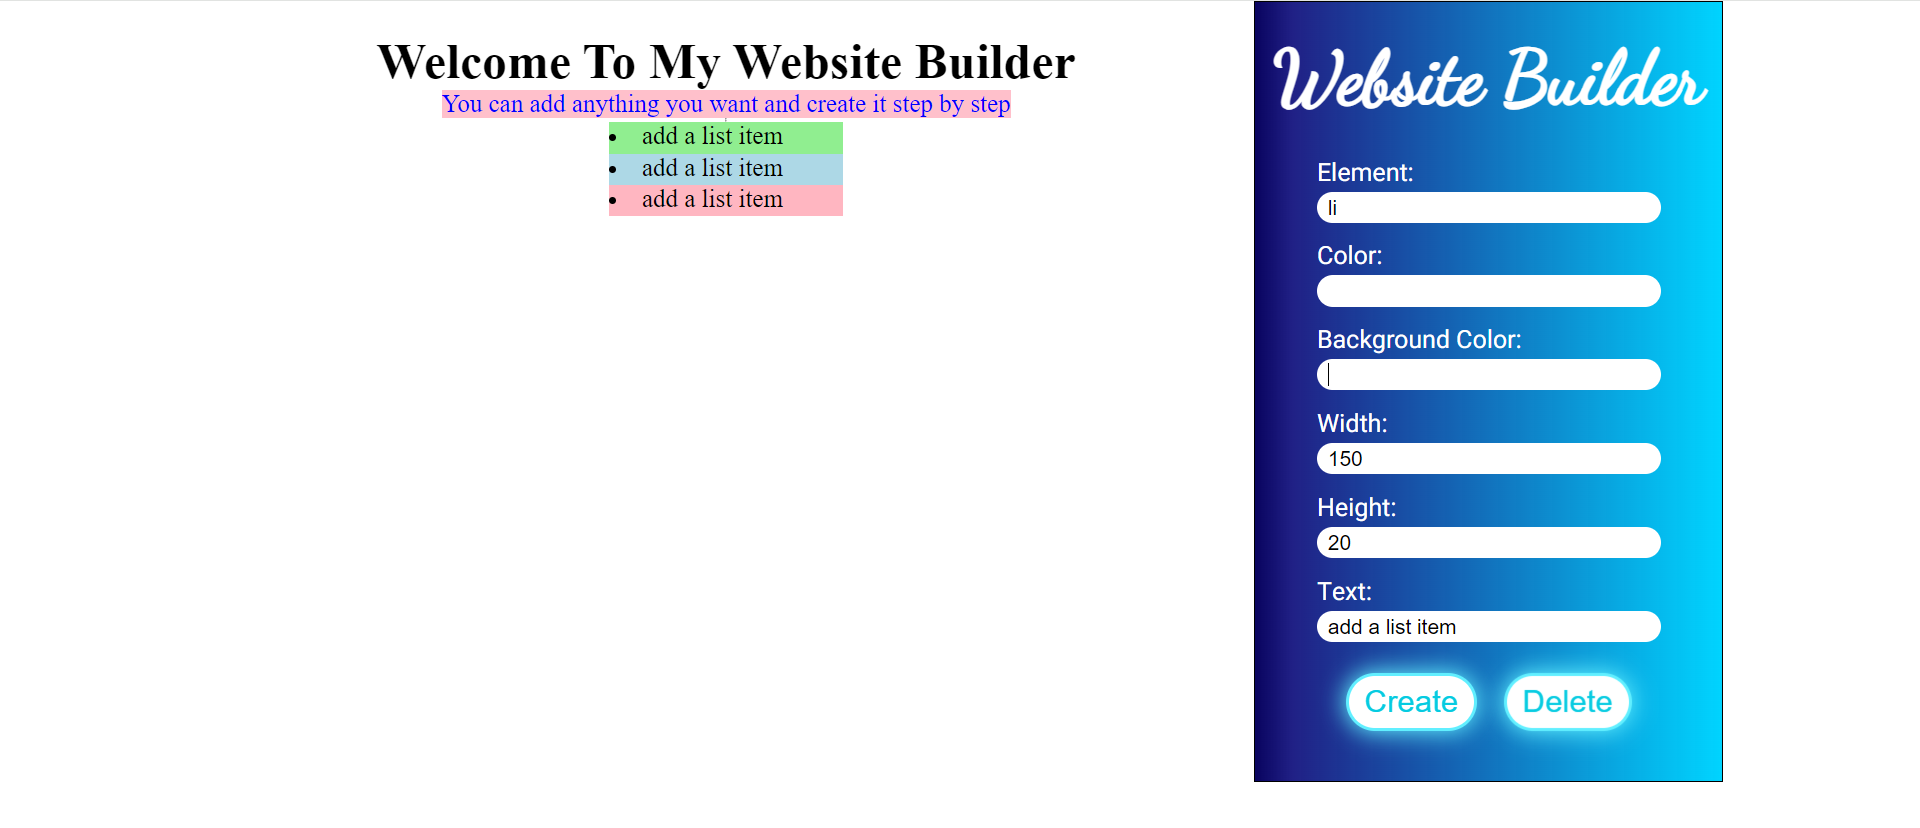 Welcome To My Website Builder
You can add anything you want and create it step by step
add a list item
add a list item
add a list item
Website Builder
Element:
li
Color:
Background Color:
Width:
150
Height:
20
Text:
add a list item
Create Delete